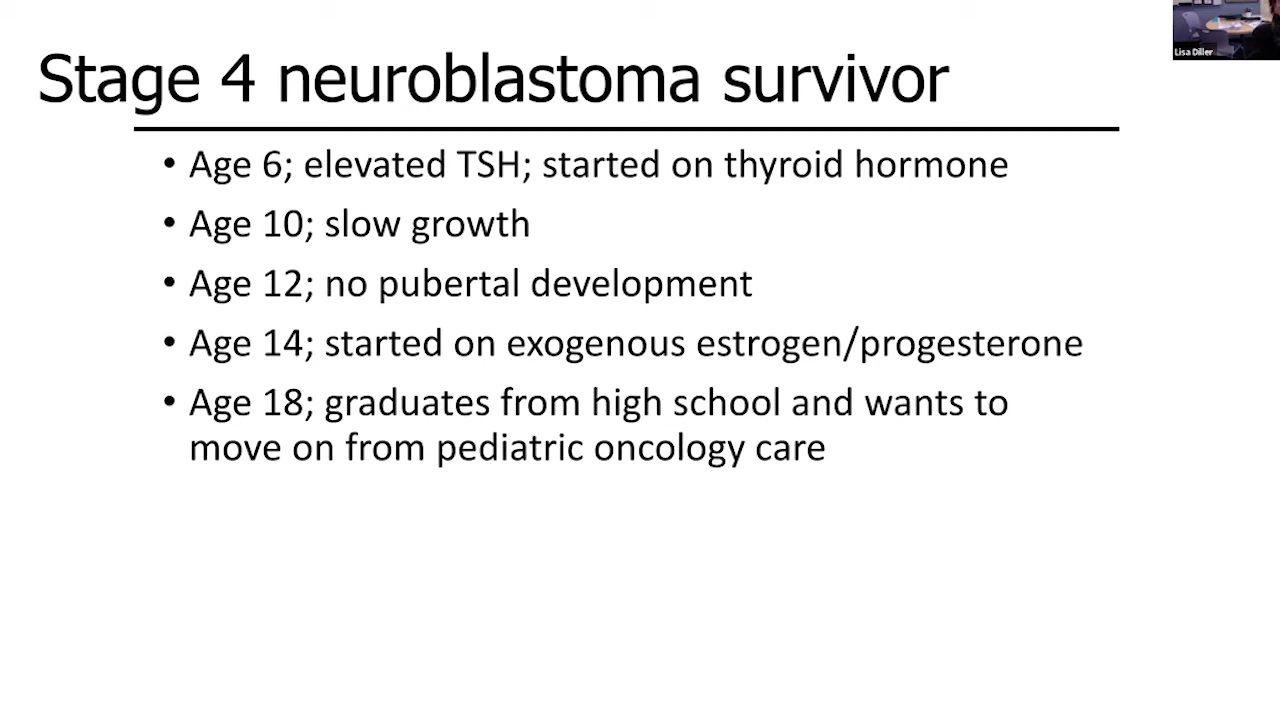 Lisa Diller
Stage 4 neuroblastoma survivor
• Age 6; elevated TSH; started on thyroid hormone
• Age 10; slow growth
• Age 12; no pubertal development
• Age 14; started on exogenous estrogen/progesterone
• Age 18; graduates from high school and wants to
move on from pediatric oncology care